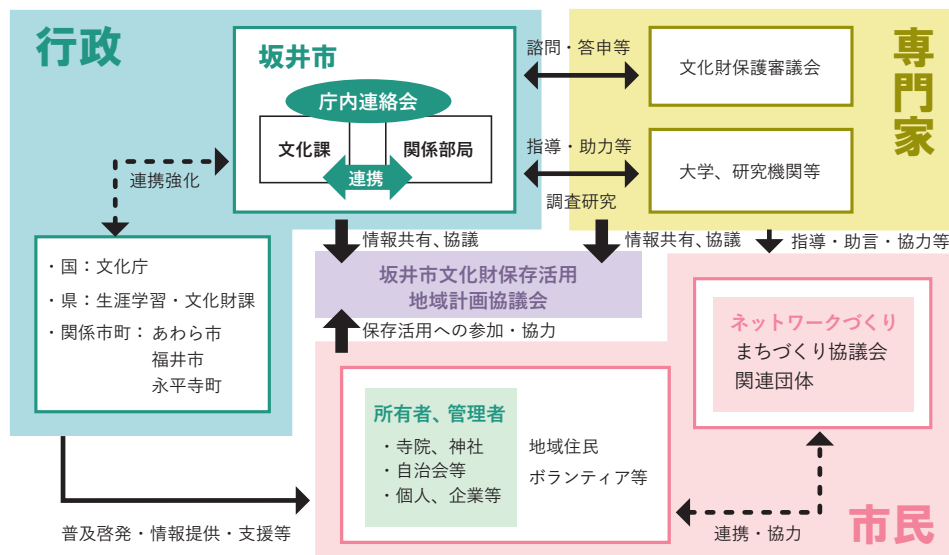 行政
坂井市
庁内連絡会
文化課
関係部局
連携
諮問・答申等
指導・助力等
調査研究
専門家
文化財保護審議会
大学、研究機関等
連携強化
・国：文化庁
・県：生涯学習・文化財課
・関係市町：あわら市
福井市
永平寺町
情報共有、協議
情報共有、協議
指導・助言・協力等
坂井市文化財保存活用
地域計画協議会
保存活用への参加・協力
ネットワークづくり
まちづくり協議会
関連団体
所有者、管理者
・寺院、神社
・自治会等
・個人、企業等
地域住民
ボランティア等
普及啓発・情報提供・支援等
連携・協力
市民